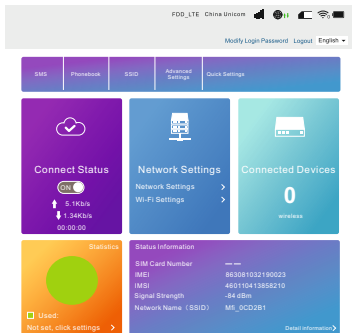 FDD_LTE China Unicom
Modify Login Password Logout English
SMS Phonebook SSID Advanced Settings Quick Settings
Connect Status
ON
5.1Kb/s
1.34Kb/s
00:00:00
Network Settings
Network Settings
Wi-Fi Settings
Connected Devices
0
wireless
Statistics
Used:
Not set, click settings
Status Information
SIM Card Number — —
IMEI 863081032190023
IMSI 460110413858210
Signal Strength -84 dBm
Network Name（SSID） Mifi_0CD2B1
Detail information